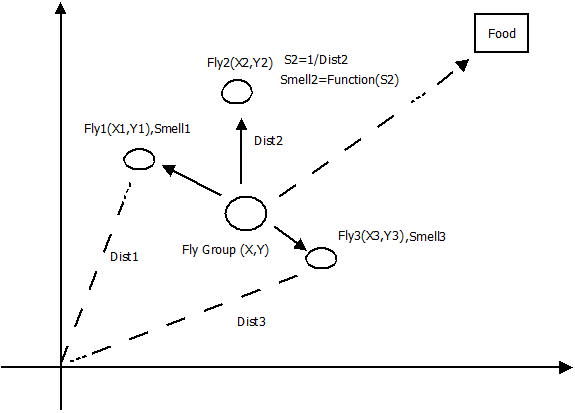 Food
Fly2(X2,Y2) S2=1/Dist2
Smell2=Function(S2)
Fly1(X1,Y1),Smell1
Dist2
Fly3(X3,Y3),Smell3
Fly Group (X,Y)
Dist1
Dist3